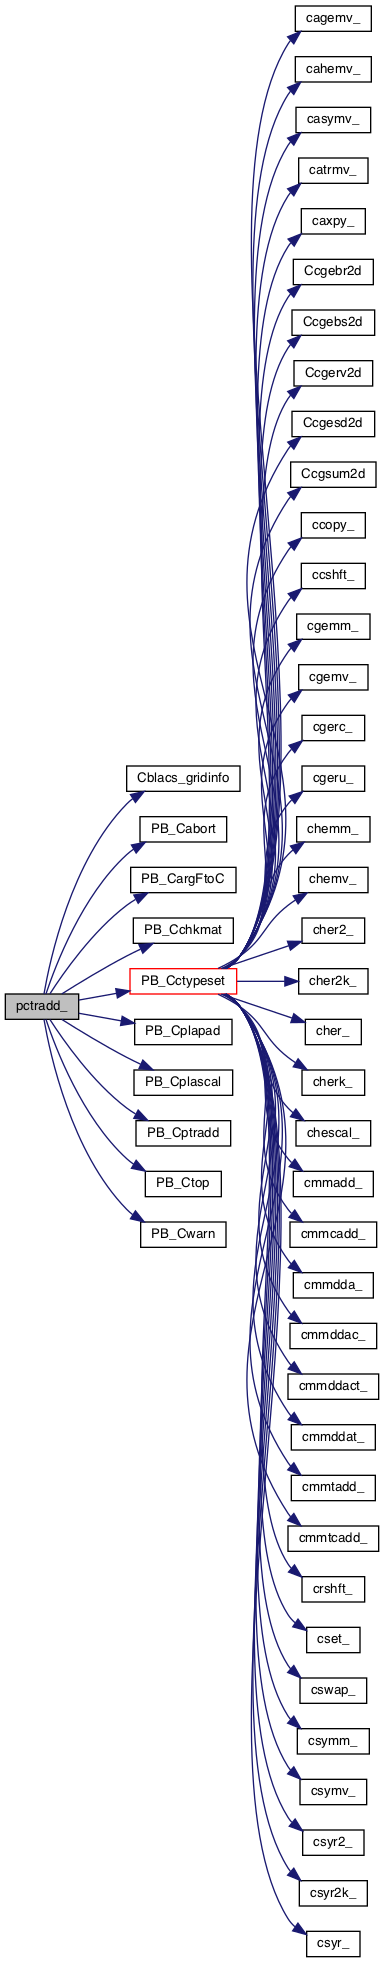 cagemv_
cahemv_
casymv_
catrmv_
caxpy_
Ccgebr2d
Ccgebs2d
Ccgerv2d
Ccgesd2d
Ccgsum2d
ccopy_
ccshft_
cgemm_
cgemv_
cgerc_
Cblacs_gridinfo
cgeru_
PB_Cabort
chemm_
PB_CargFtoC
chemv_
PB_Cchkmat
cher2_
pctradd_
PB_Cctypeset
cher2k_
PB_Cplapad
cher_
PB_Cplascal
cherk_
PB_Cptradd
chescal_
PB_Ctop
cmmadd_
PB_Cwarn
cmmcadd_
cmmdda_
cmmddac_
cmmddact_
cmmddat_
cmmtadd_
cmmtcadd_
crshft_
cset_
cswap_
csymm_
csymv_
csyr2_
csyr2k_
csyr_